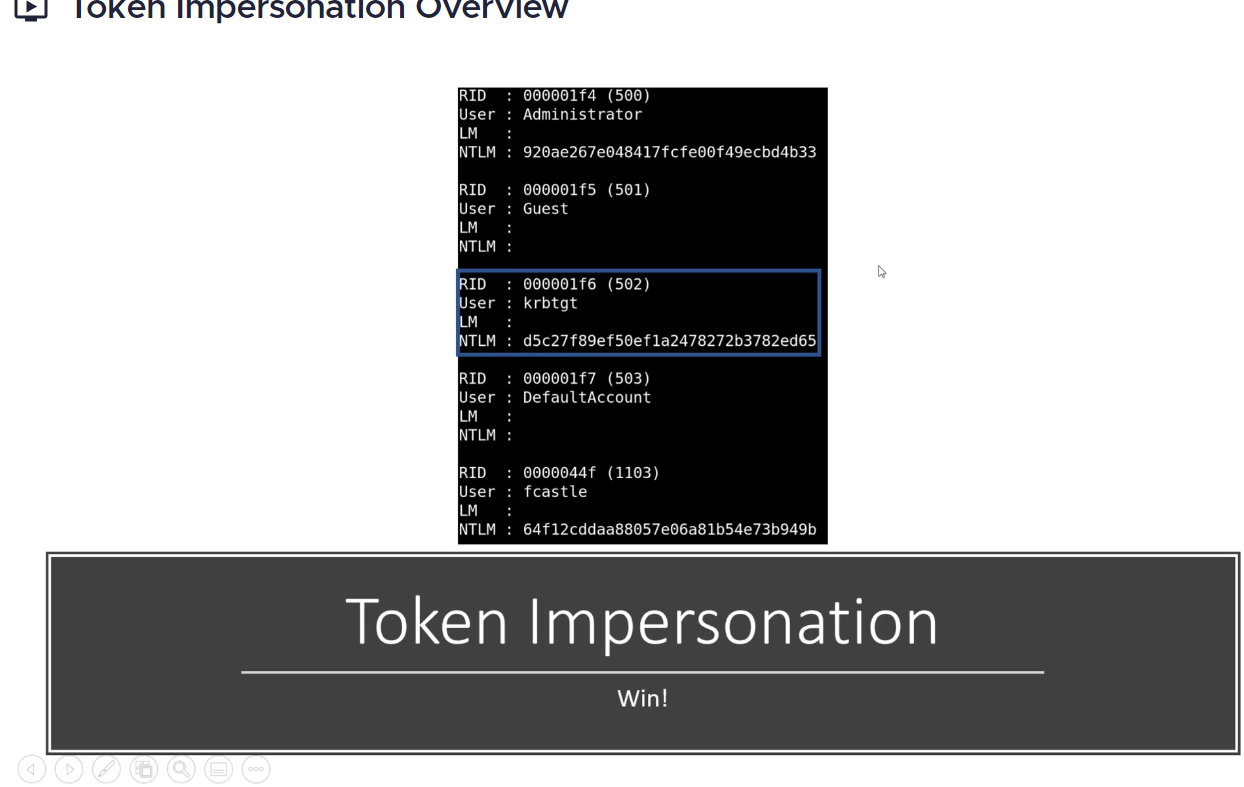 Token Impersonation Overview
RID : 000001f4 (500)
User : Administrator
LM :
NTLM : 920ae267e048417fcfe00f49ecbd4b33
RID : 000001f5 (501)
User : Guest
LM :
NTLM :
RID : 000001f6 (502)
User : krbtgt
LM :
NTLM : d5c27f89ef50ef1a2478272b3782ed65
RID : 000001f7 (503)
User : DefaultAccount
LM :
NTLM :
RID : 0000044f (1103)
User : fcastle
LM :
NTLM : 64f12cddaa88057e06a81b54e73b949b
Token Impersonation
Win!